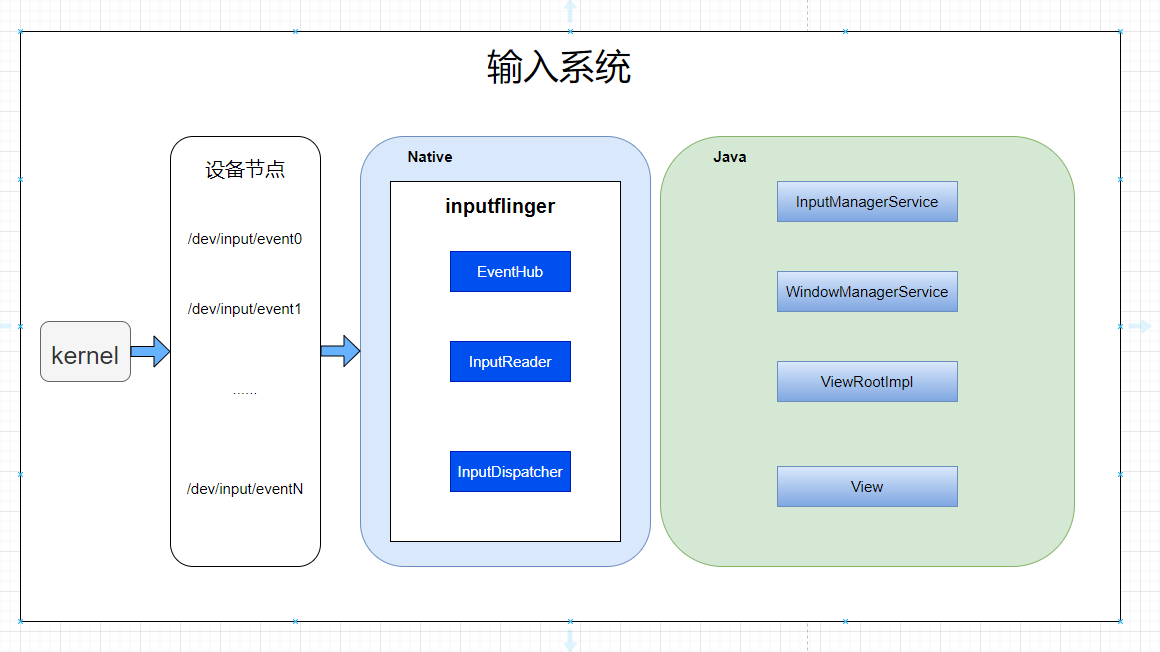 输入系统
kernel
设备节点
/dev/input/event0
/dev/input/event1
......
/dev/input/eventN
Native
inputflinger
EventHub
InputReader
InputDispatcher
Java
InputManagerService
WindowManagerService
ViewRootImpl
View